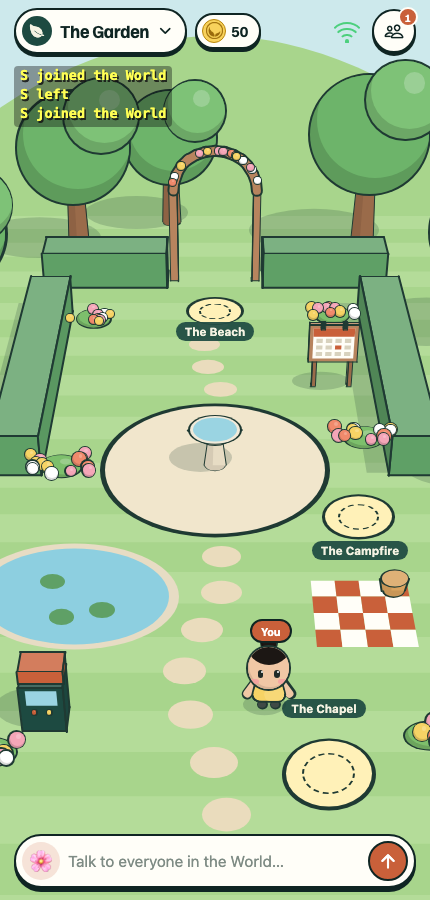 The Garden
50
1
S joined the World
S left
S joined the World
The Beach
The Campfire
You
The Chapel
Talk to everyone in the World...